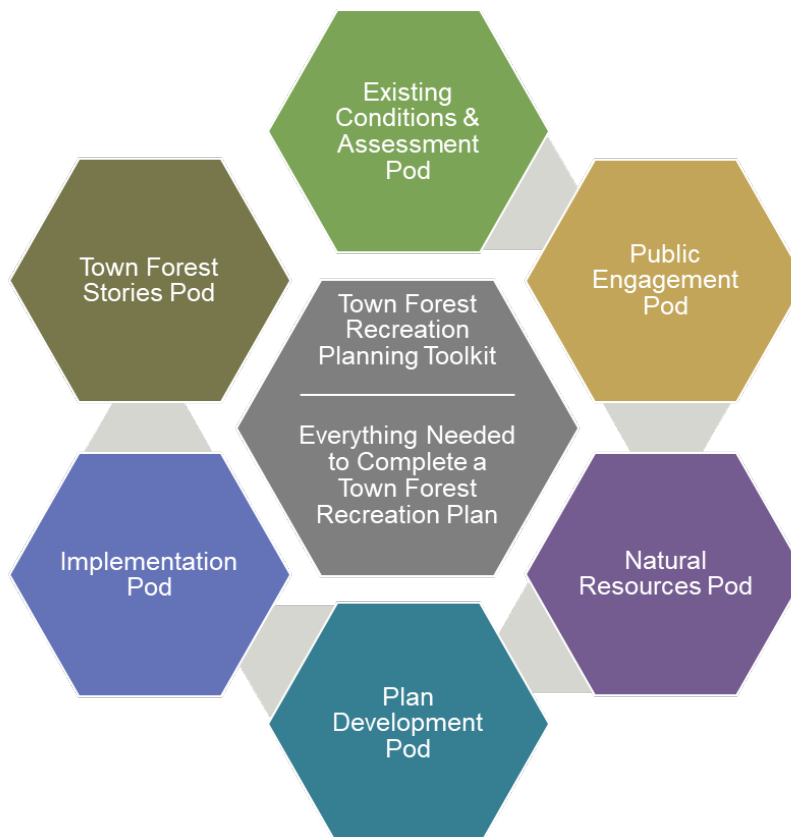 Existing
Conditions &
Assessment
Pod
Public
Engagement
Pod
Natural
Resources Pod
Plan
Development
Pod
Implementation
Pod
Town Forest
Stories Pod
Town Forest
Recreation
Planning Toolkit
Everything Needed
to Complete a
Town Forest
Recreation Plan